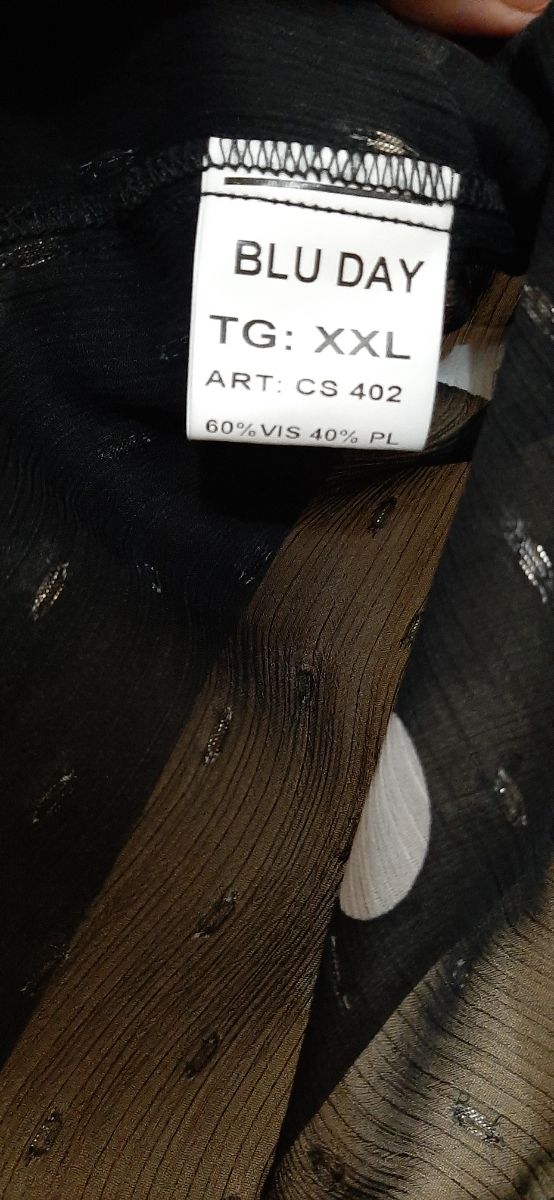 BLU DAY
TG: XXL
ART: CS 402
60%VIS 40% PL